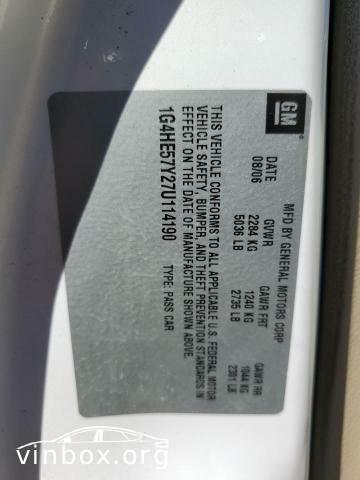 GM
MFD BY GENERAL MOTORS CORP
DATE GVWR GAWR FRT GAWR RR
08/06 2284 KG 1240 KG 1044 KG
5036 LB 2735 LB 2301 LB
THIS VEHICLE CONFORMS TO ALL APPLICABLE U.S. FEDERAL MOTOR
VEHICLE SAFETY, BUMPER, AND THEFT PREVENTION STANDARDS IN
EFFECT ON THE DATE OF MANUFACTURE SHOWN ABOVE.
1G4HE57Y27U114190 TYPE: PASS CAR
vinbox.org